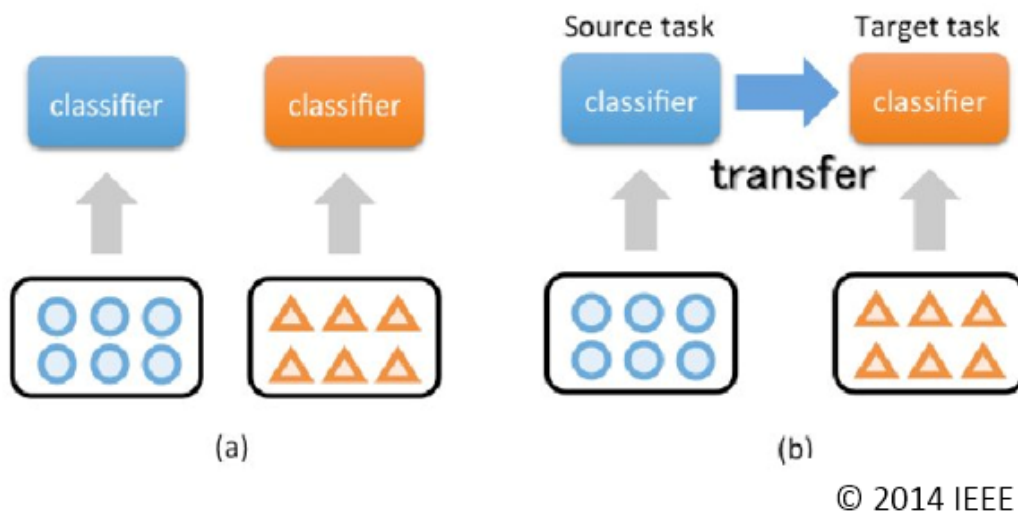 Source task Target task
classifier classifier classifier classifier
transfer
(a) (b)
© 2014 IEEE